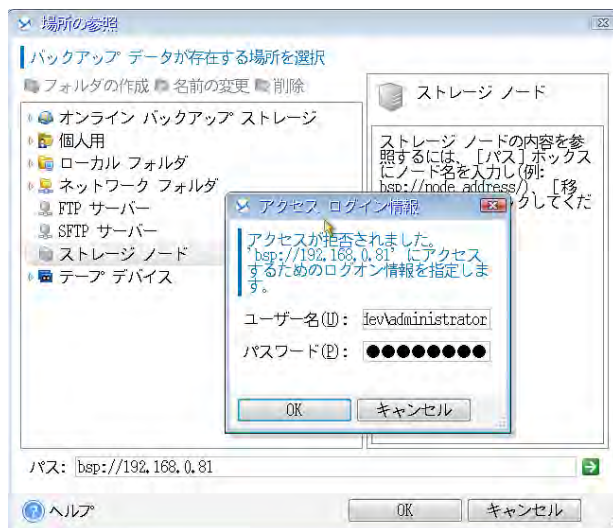 場所の参照
バックアップ データが存在する場所を選択
フォルダの作成 名前の変更 削除
オンライン バックアップ ストレージ
個人用
ローカル フォルダ
ネットワーク フォルダ
FTP サーバー
SFTP サーバー
ストレージ ノード
テープ デバイス
ストレージ ノード
ストレージ ノードの内容を参
照するには、[パス] ボックス
にノード名を入力し(例:
bsp://node_address/)、[移
クしてくだ
アクセス ログイン情報
アクセスが拒否されました。
'bsp://192.168.0.81' にアクセス
するためのログオン情報を指定しま
す。
ユーザー名(U): dev\administrator
パスワード(P): ●●●●●●●●
OK キャンセル
パス: bsp://192.168.0.81
ヘルプ OK キャンセル